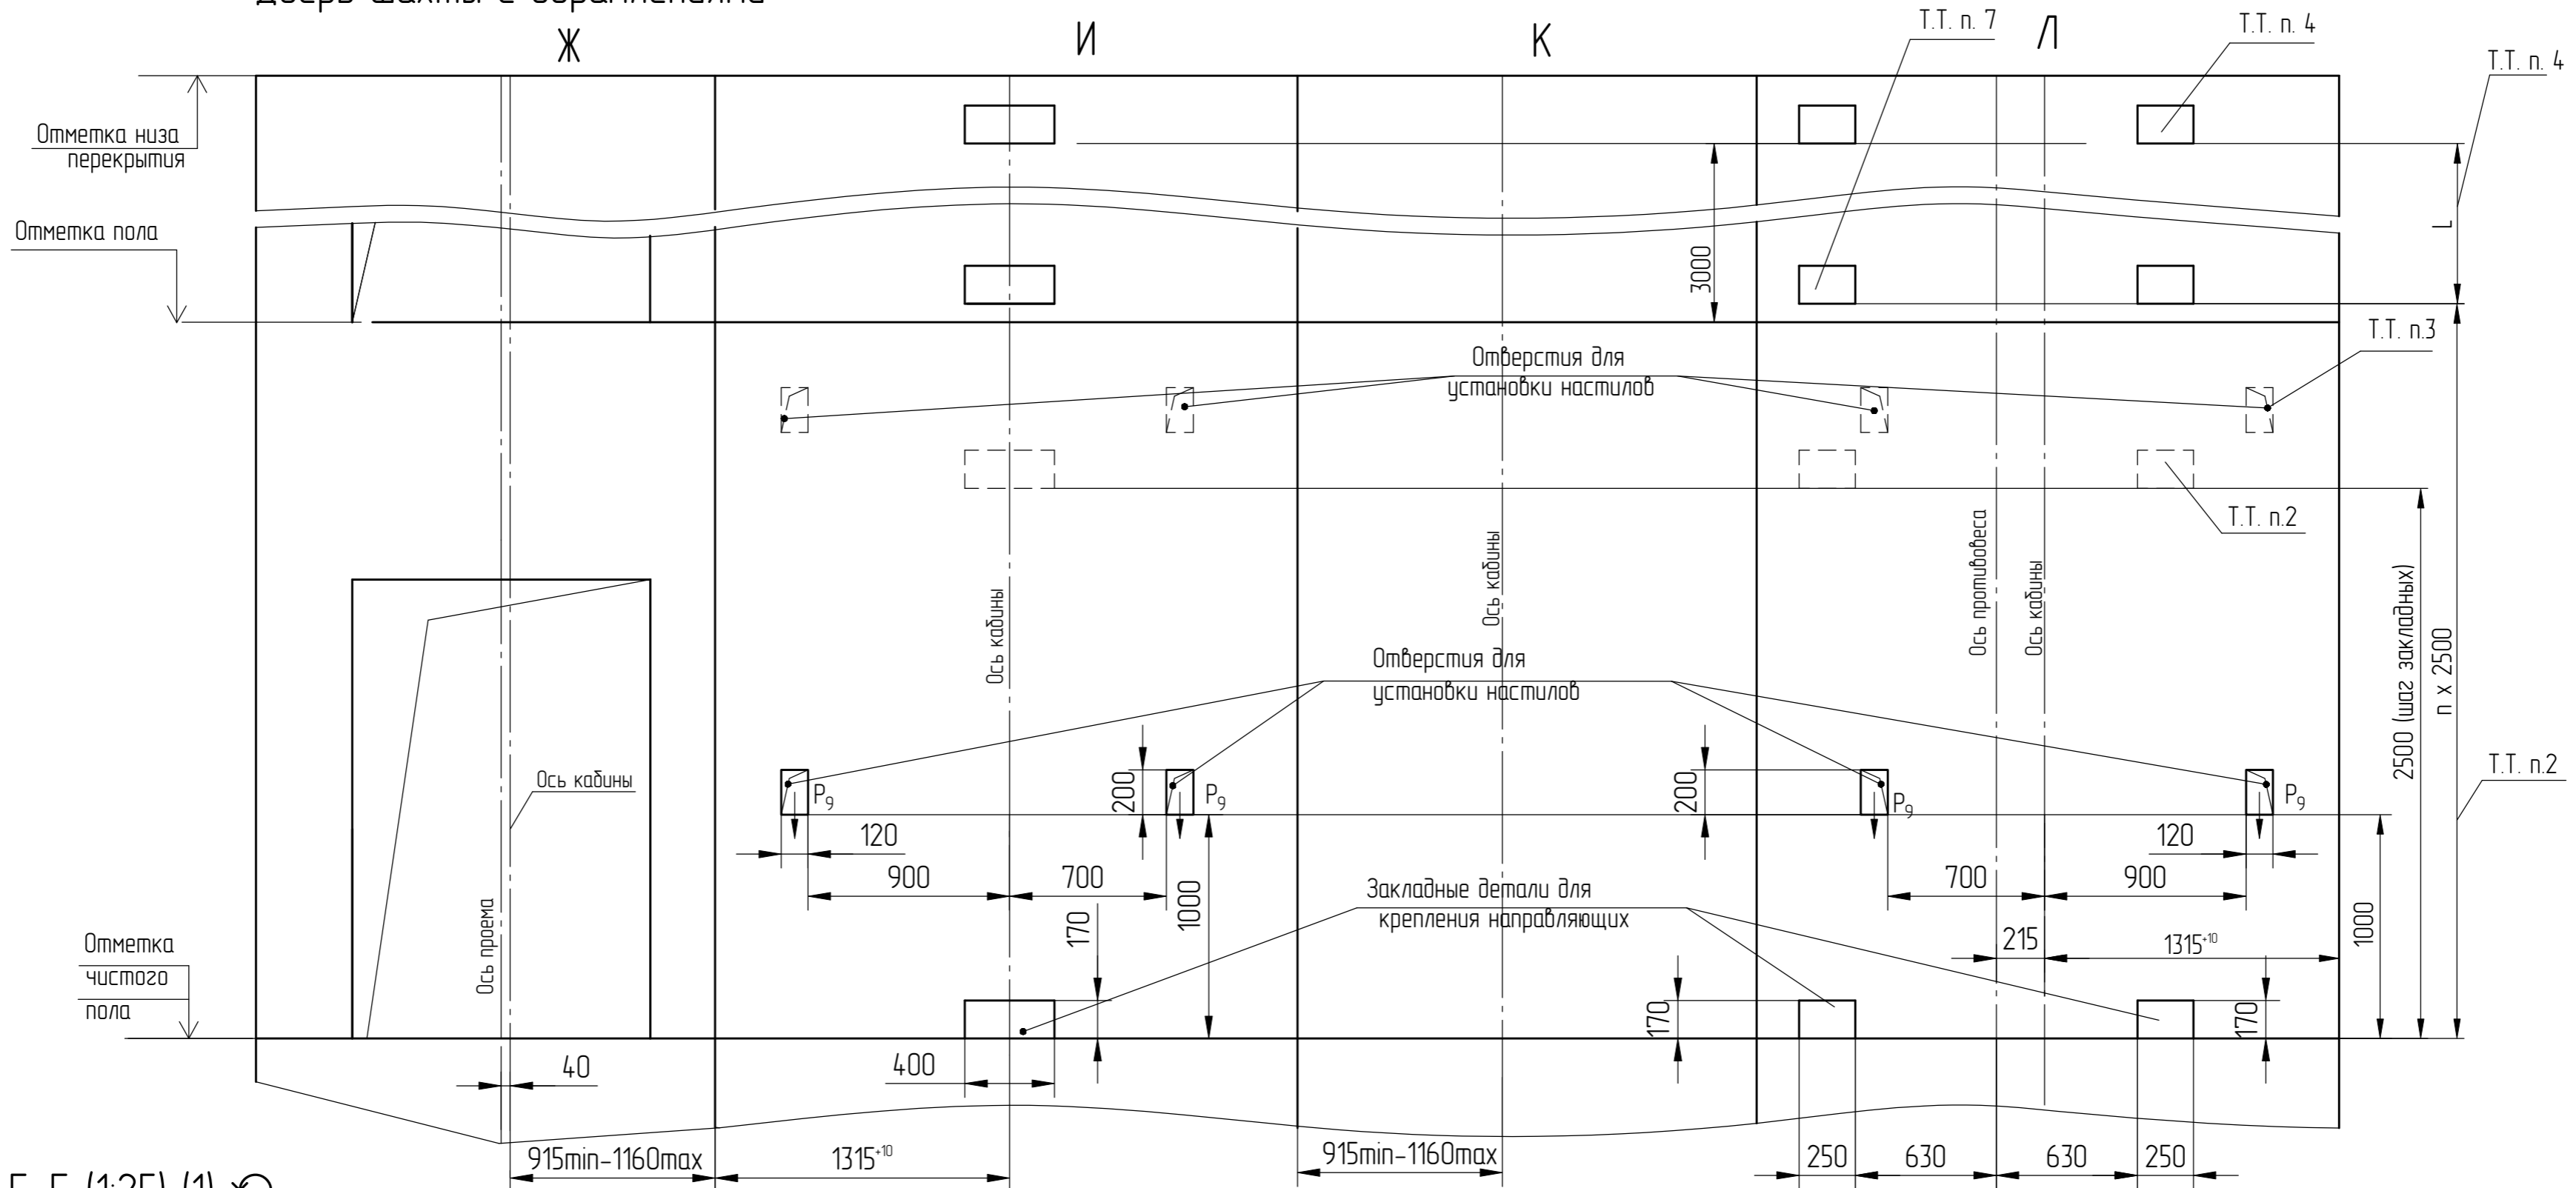 Ж
И
К
Л
Т.Т. п. 7
Т.Т. п. 4
Т.Т. п. 4
Отметка низа
перекрытия
Отметка пола
3000
L
Т.Т. п.3
Отверстия для
установки настилов
Т.Т. п.2
Ось кабины
Ось кабины
Ось противовеса
Ось кабины
2500 (шаг закладных)
n x 2500
Отверстия для
установки настилов
Ось кабины
Т.Т. п.2
P9
200
P9
200
P9
P9
120
120
900
700
1000
700
900
Закладные детали для
крепления направляющих
170
Ось проема
215
1315+10
1000
Отметка
чистого
пола
170
170
40
400
915min-1160max
1315+10
915min-1160max
250
630
630
250